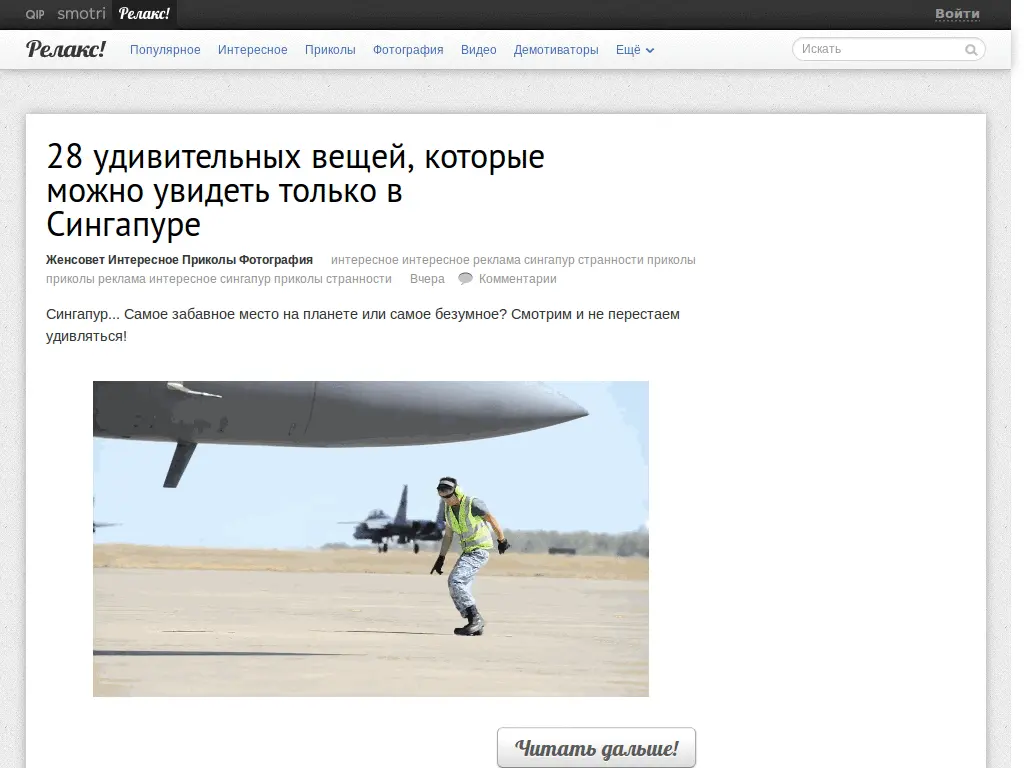 QIP smotri Релакс! Войти
Релакс! Популярное Интересное Приколы Фотография Видео Демотиваторы Ещё Искать
28 удивительных вещей, которые
можно увидеть только в
Сингапуре
Женсовет Интересное Приколы Фотография интересное интересное реклама сингапур странности приколы
приколы реклама интересное сингапур приколы странности Вчера Комментарии
Сингапур... Самое забавное место на планете или самое безумное? Смотрим и не перестаем
удивляться!
Читать дальше!